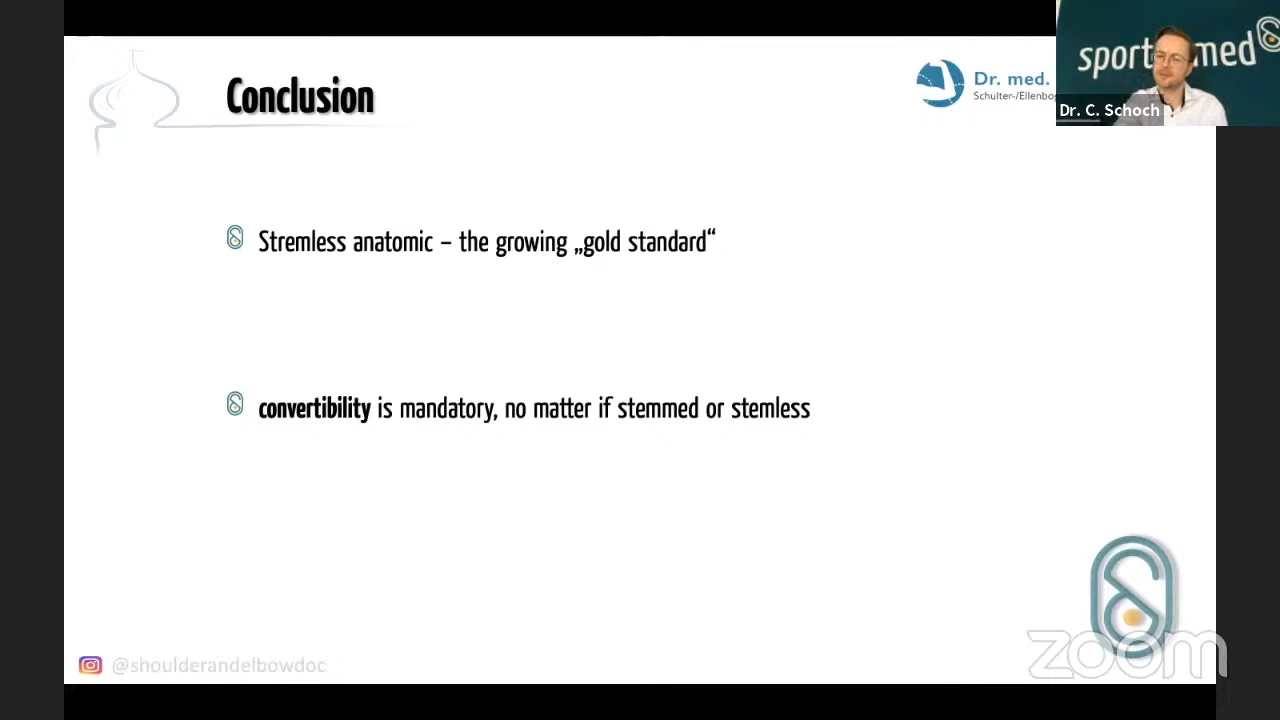 Conclusion
Dr. med.
Schulter-/Ellenbo
sport med
Dr. C. Schoch
Stremless anatomic – the growing „gold standard“
convertibility is mandatory, no matter if stemmed or stemless
@shoulderandelbowdoc
zoom